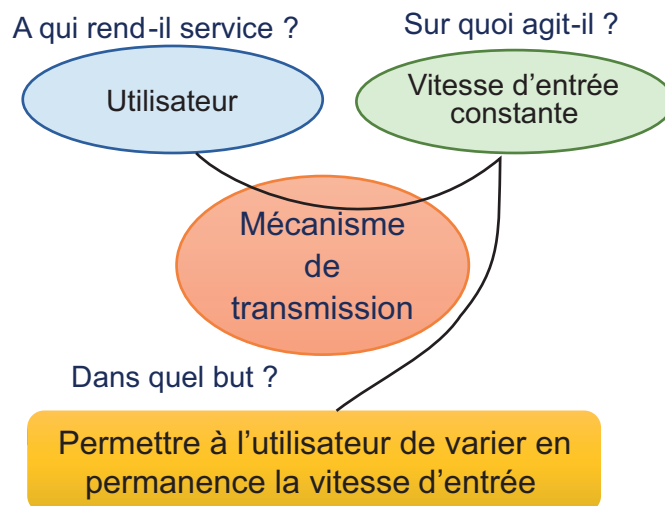 A qui rend-il service ?
Sur quoi agit-il ?
Utilisateur
Vitesse d’entrée
constante
Mécanisme
de
transmission
Dans quel but ?
Permettre à l’utilisateur de varier en
permanence la vitesse d’entrée